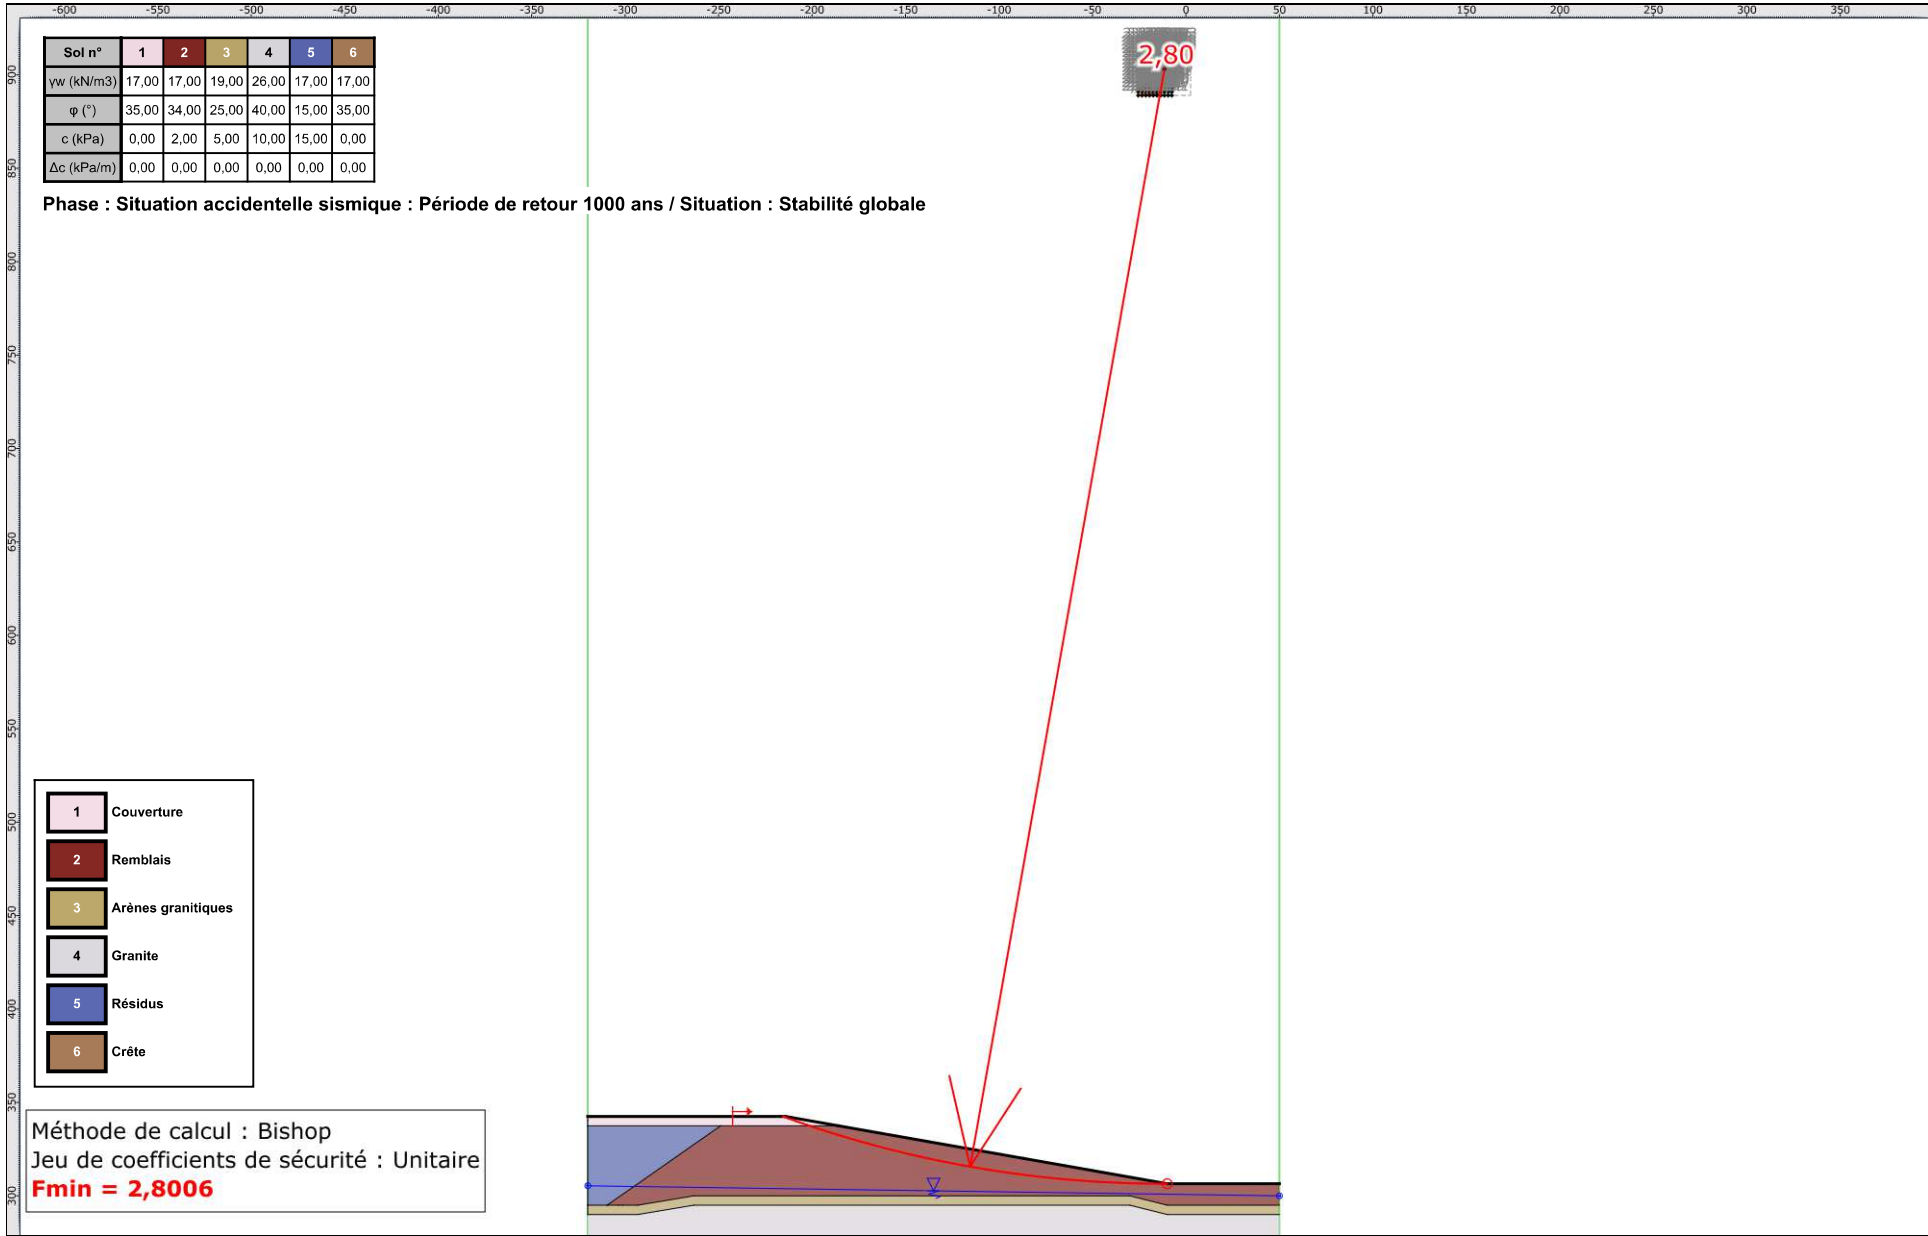 -600 -550 -500 -450 -400 -350 -300 -250 -200 -150 -100 -50 0 50 100 150 200 250 300 350
2,80
Sol n° 1 2 3 4 5 6
γw (kN/m3) 17,00 17,00 19,00 26,00 17,00 17,00
φ (°) 35,00 34,00 25,00 40,00 15,00 35,00
c (kPa) 0,00 2,00 5,00 10,00 15,00 0,00
Δc (kPa/m) 0,00 0,00 0,00 0,00 0,00 0,00
Phase : Situation accidentelle sismique : Période de retour 1000 ans / Situation : Stabilité globale
900
850
800
750
700
650
600
550
500
450
400
350
300
1 Couverture
2 Remblais
3 Arènes granitiques
4 Granite
5 Résidus
6 Crête
Méthode de calcul : Bishop
Jeu de coefficients de sécurité : Unitaire
Fmin = 2,8006